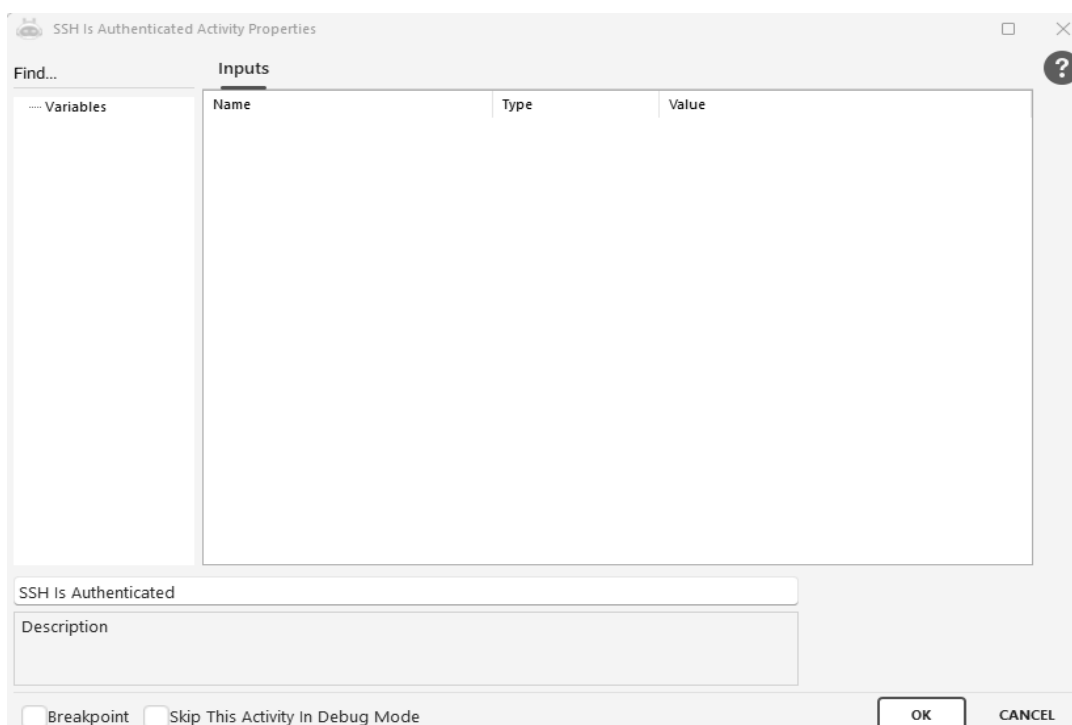 SSH Is Authenticated Activity Properties
Find...
Inputs
?
Variables
Name Type Value
SSH Is Authenticated
Description
Breakpoint Skip This Activity In Debug Mode OK CANCEL